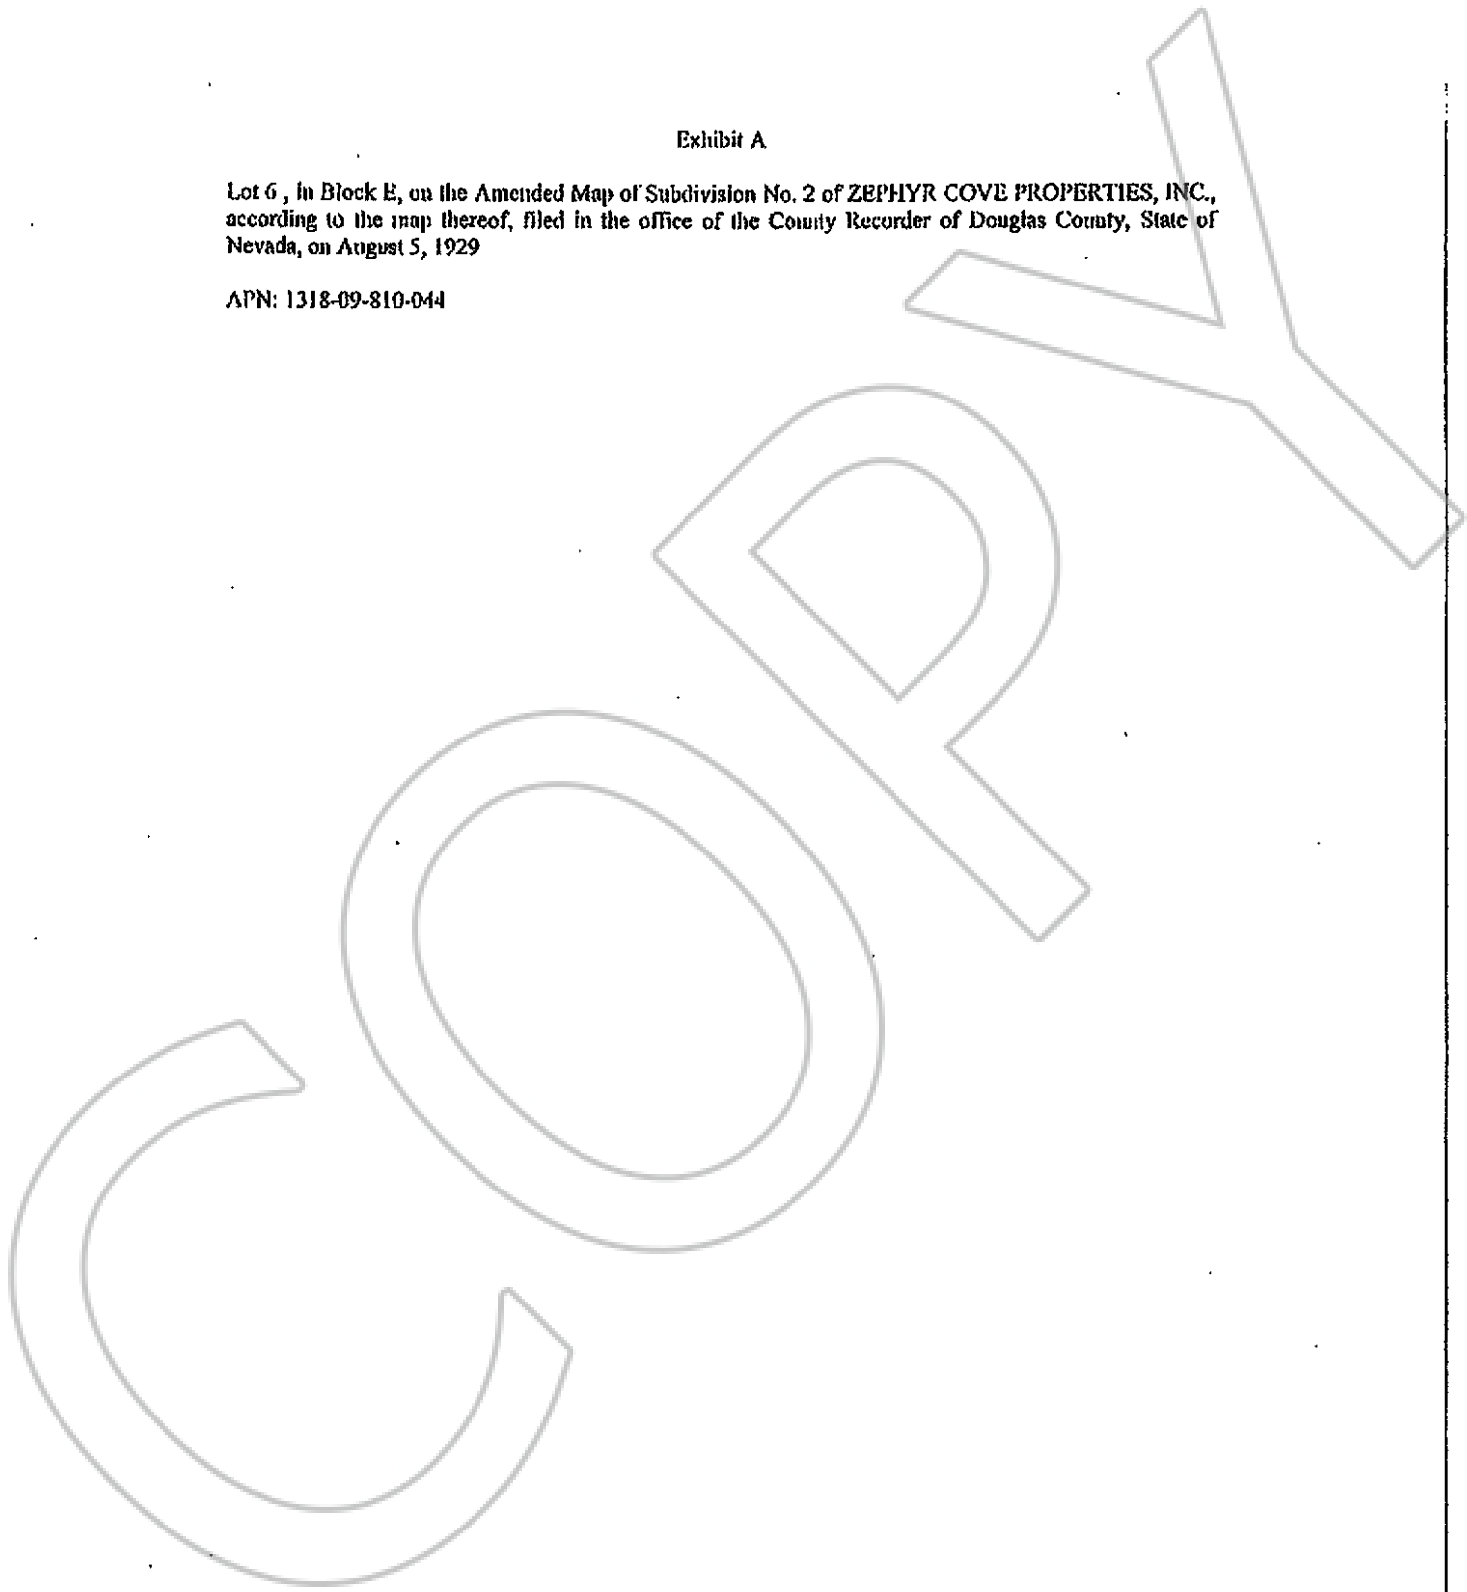 Exhibit A
Lot 6 , in Block E, on the Amended Map of Subdivision No. 2 of ZEPHYR COVE PROPERTIES, INC.,
according to the map thereof, filed in the office of the County Recorder of Douglas County, State of
Nevada, on August 5, 1929
APN: 1318-09-810-044
COPY